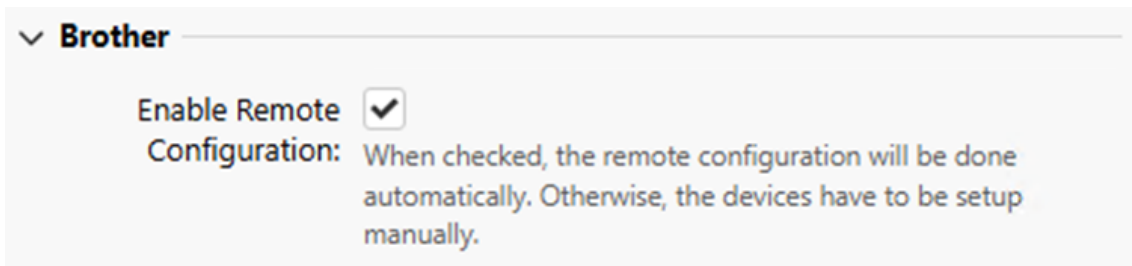 Brother
Enable Remote
Configuration:
When checked, the remote configuration will be done
automatically. Otherwise, the devices have to be setup
manually.